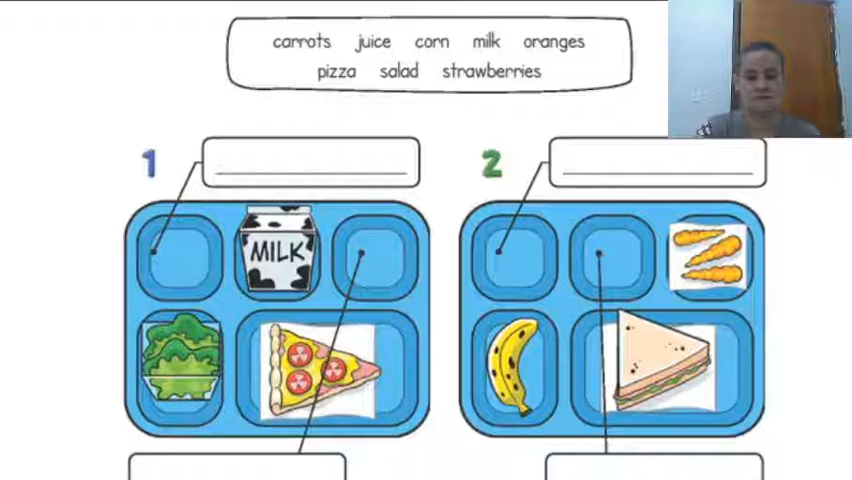 carrots juice corn milk oranges
pizza salad strawberries
1
2
MILK